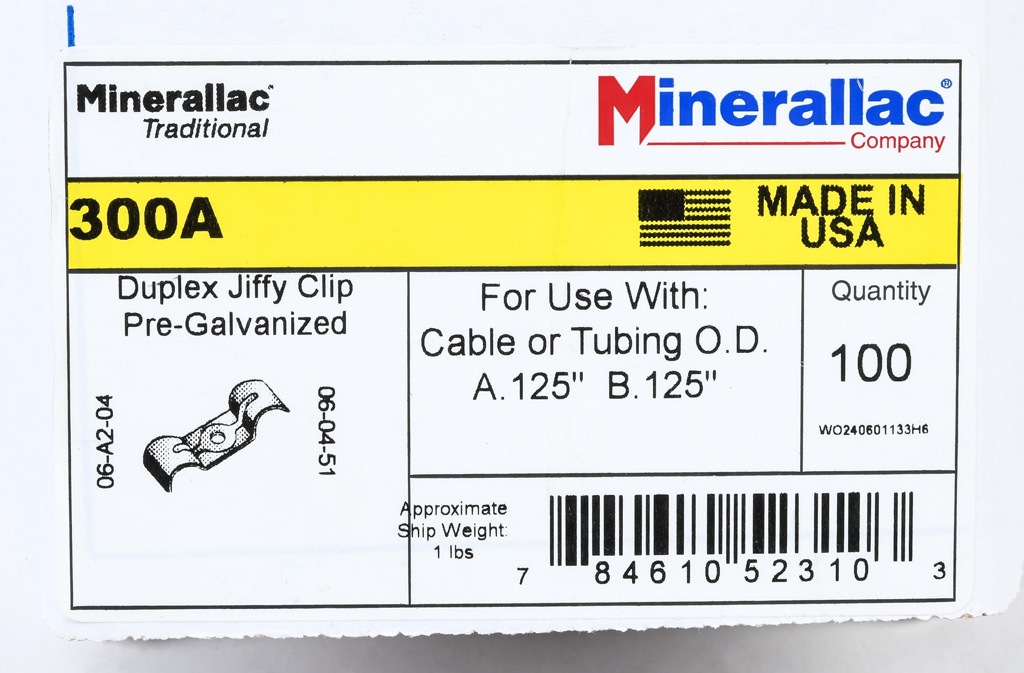 Minerallac™
Traditional
Minerallac®
Company
300A
MADE IN
USA
Duplex Jiffy Clip
Pre-Galvanized
06-A2-04
06-04-51
For Use With:
Cable or Tubing O.D.
A.125" B.125"
Quantity
100
WO240601133H6
Approximate
Ship Weight:
1 lbs
7 84610 52310 3